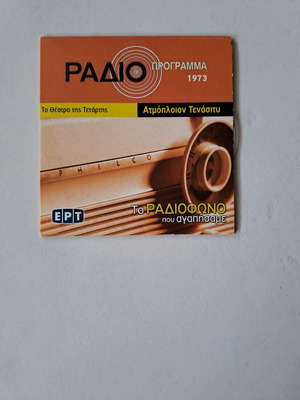 ΡΑΔΙΟ ΠΡΟΓΡΑΜΜΑ
1973
Το Θέατρο της Τετάρτης
Ατμόπλοιον Τενάσιτυ
PHILCO
ΕΡΤ
Το ΡΑΔΙΟΦΩΝΟ
που αγαπήσαμε